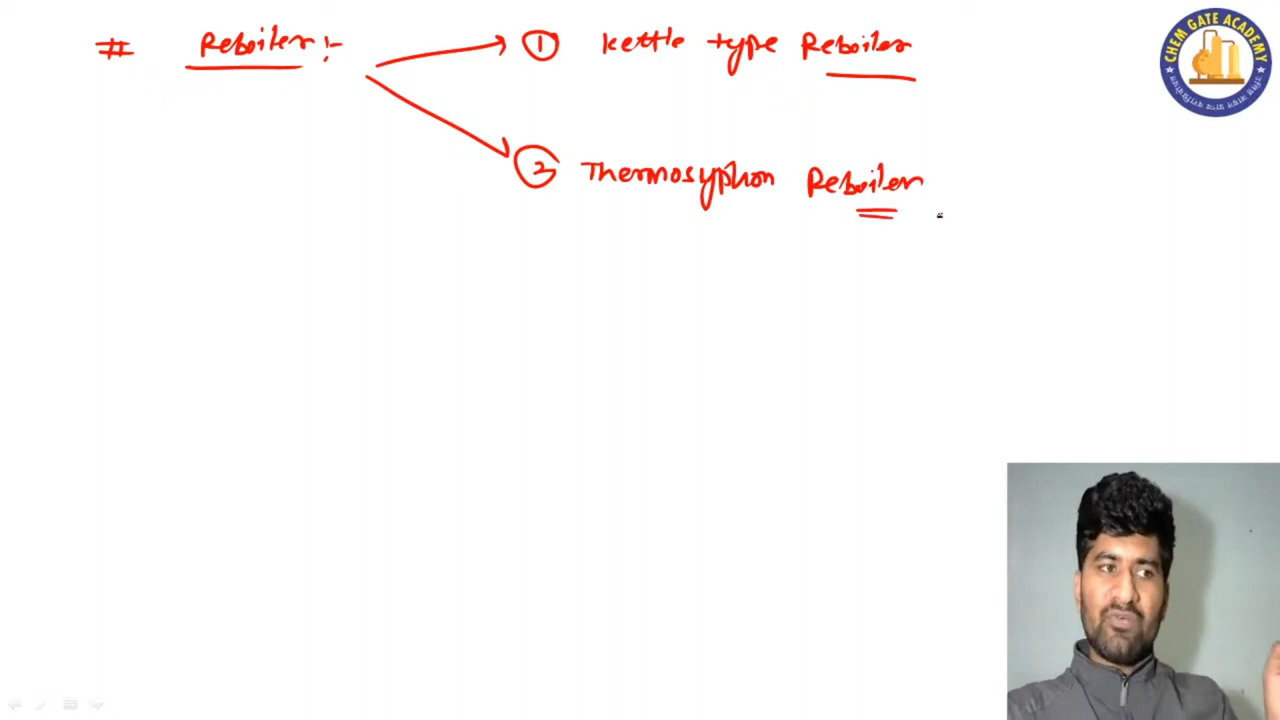 # Reboiler :-
① Kettle type Reboiler
② Thermosyphon Reboiler
CHEM GATE ACADEMY